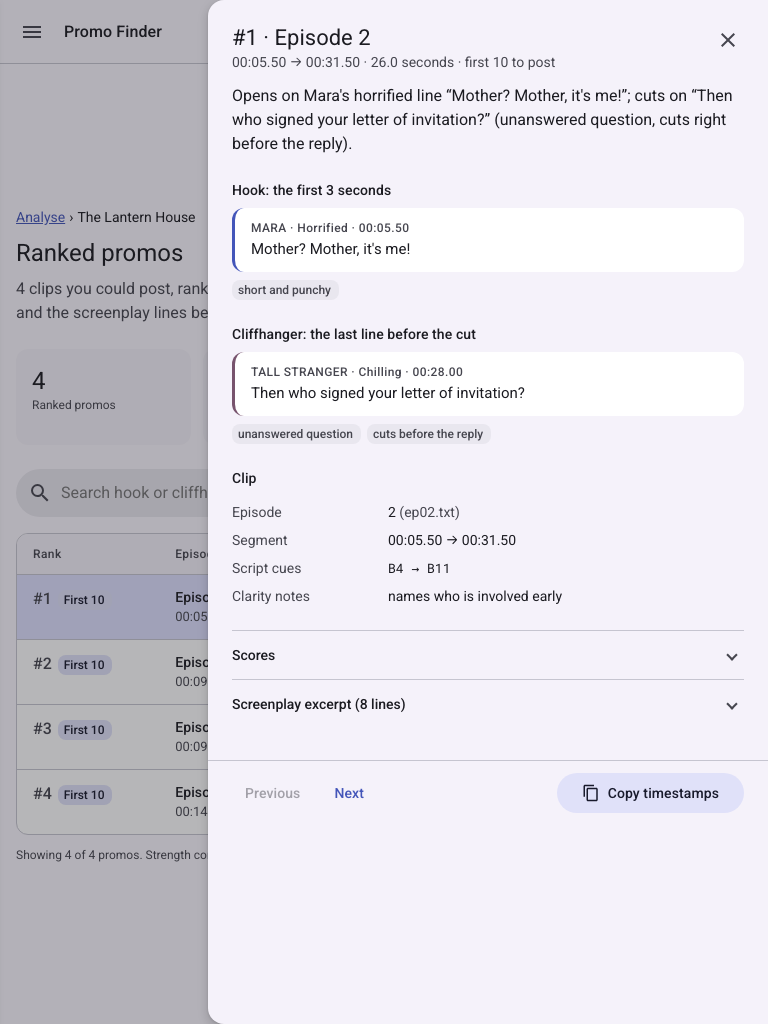 Promo Finder
Analyse › The Lantern House
Ranked promos
4 clips you could post, rank
and the screenplay lines be
4
Ranked promos
Search hook or cliffh
Rank Episo
#1 First 10 Episo
00:05
#2 First 10 Episo
00:09
#3 First 10 Episo
00:09
#4 First 10 Episo
00:14
Showing 4 of 4 promos. Strength co
#1 · Episode 2
00:05.50 → 00:31.50 · 26.0 seconds · first 10 to post
Opens on Mara's horrified line “Mother? Mother, it's me!”; cuts on “Then
who signed your letter of invitation?” (unanswered question, cuts right
before the reply).
Hook: the first 3 seconds
MARA · Horrified · 00:05.50
Mother? Mother, it's me!
short and punchy
Cliffhanger: the last line before the cut
TALL STRANGER · Chilling · 00:28.00
Then who signed your letter of invitation?
unanswered question cuts before the reply
Clip
Episode 2 (ep02.txt)
Segment 00:05.50 → 00:31.50
Script cues B4 → B11
Clarity notes names who is involved early
Scores
Screenplay excerpt (8 lines)
Previous Next Copy timestamps